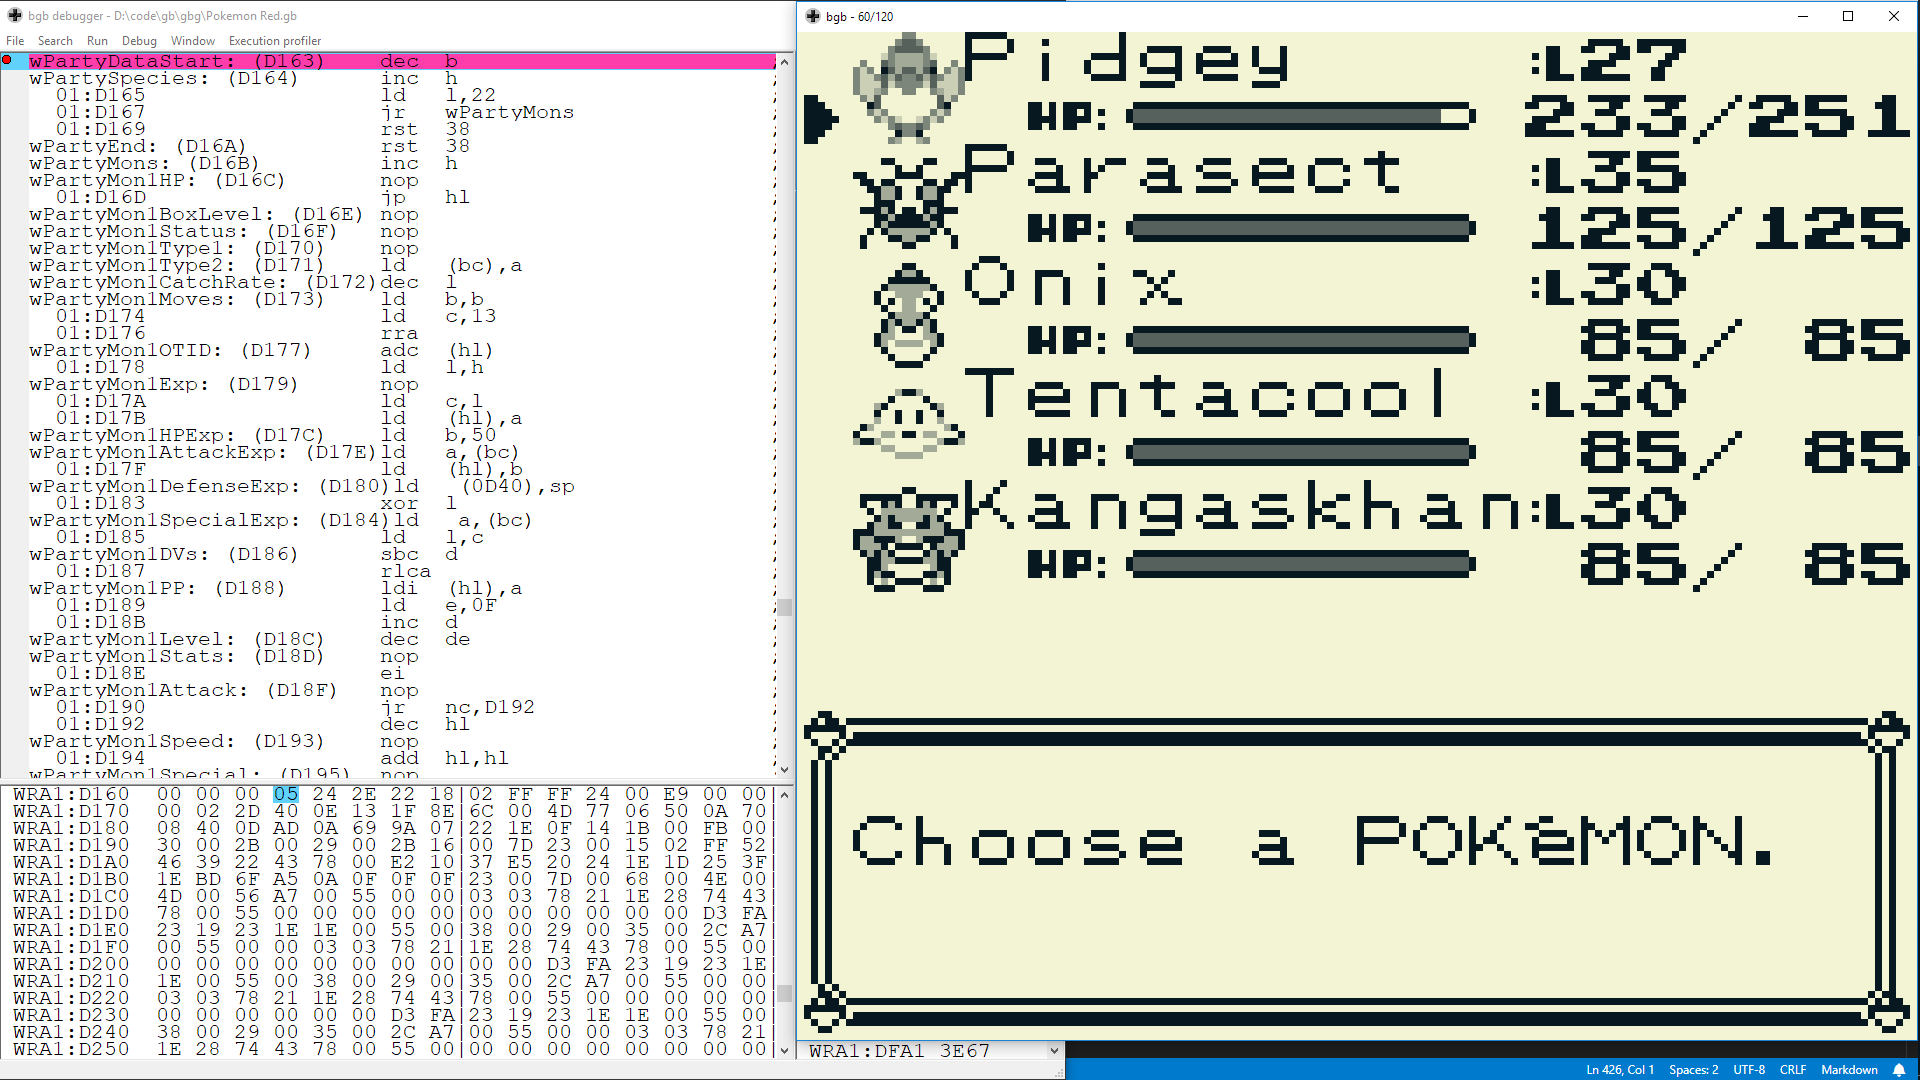 bgb debugger - D:\code\gb\gbg\Pokemon Red.gb
File Search Run Debug Window Execution profiler
wPartyDataStart: (D163) dec b ;
wPartySpecies: (D164) inc h ;
01:D165 ld l,22 ;
01:D167 jr wPartyMons ;
01:D169 rst 38 ;
wPartyEnd: (D16A) rst 38 ;
wPartyMons: (D16B) inc h ;
wPartyMon1HP: (D16C) nop ;
01:D16D jp hl ;
wPartyMon1BoxLevel: (D16E) nop ;
wPartyMon1Status: (D16F) nop ;
wPartyMon1Type1: (D170) nop ;
wPartyMon1Type2: (D171) ld (bc),a ;
wPartyMon1CatchRate: (D172) dec l ;
wPartyMon1Moves: (D173) ld b,b ;
01:D174 ld c,13 ;
01:D176 rra ;
wPartyMon1OTID: (D177) adc (hl) ;
01:D178 ld l,h ;
wPartyMon1Exp: (D179) nop ;
01:D17A ld c,l ;
01:D17B ld (hl),a ;
wPartyMon1HPExp: (D17C) ld b,50 ;
wPartyMon1AttackExp: (D17E) ld a,(bc) ;
01:D17F ld (hl),b ;
wPartyMon1DefenseExp: (D180) ld (0D40),sp ;
01:D183 xor l ;
wPartyMon1SpecialExp: (D184) ld a,(bc) ;
01:D185 ld l,c ;
wPartyMon1DVs: (D186) sbc d ;
01:D187 rlca ;
wPartyMon1PP: (D188) ldi (hl),a ;
01:D189 ld e,0F ;
01:D18B inc d ;
wPartyMon1Level: (D18C) dec de ;
wPartyMon1Stats: (D18D) nop ;
01:D18E ei ;
wPartyMon1Attack: (D18F) nop ;
01:D190 jr nc,D192 ;
01:D192 dec hl ;
wPartyMon1Speed: (D193) nop ;
01:D194 add hl,hl ;
wPartyMon1Special: (D195) nop ;
WRA1:D160 00 00 00 05 24 2E 22 18|02 FF FF 24 00 E9 00 00|
WRA1:D170 00 02 2D 40 0E 13 1F 8E|6C 00 4D 77 06 50 0A 70|
WRA1:D180 08 40 0D AD 0A 69 9A 07|22 1E 0F 14 1B 00 FB 00|
WRA1:D190 30 00 2B 00 29 00 2B 16|00 7D 23 00 15 02 FF 52|
WRA1:D1A0 46 39 22 43 78 00 E2 10|37 E5 20 24 1E 1D 25 3F|
WRA1:D1B0 1E BD 6F A5 0A 0F 0F 0F|23 00 7D 00 68 00 4E 00|
WRA1:D1C0 4D 00 56 A7 00 55 00 00|03 03 78 21 1E 28 74 43|
WRA1:D1D0 78 00 55 00 00 00 00 00|00 00 00 00 00 00 D3 FA|
WRA1:D1E0 23 19 23 1E 1E 00 55 00|38 00 29 00 35 00 2C A7|
WRA1:D1F0 00 55 00 00 03 03 78 21|1E 28 74 43 78 00 55 00|
WRA1:D200 00 00 00 00 00 00 00 00|00 00 D3 FA 23 19 23 1E|
WRA1:D210 1E 00 55 00 38 00 29 00|35 00 2C A7 00 55 00 00|
WRA1:D220 03 03 78 21 1E 28 74 43|78 00 55 00 00 00 00 00|
WRA1:D230 00 00 00 00 00 00 D3 FA|23 19 23 1E 1E 00 55 00|
WRA1:D240 38 00 29 00 35 00 2C A7|00 55 00 00 03 03 78 21|
WRA1:D250 1E 28 74 43 78 00 55 00|00 00 00 00 00 00 00 00|
bgb - 60/120
Pidgey :L27
HP: 233/251
Parasect :L35
HP: 125/125
Onix :L30
HP: 85/ 85
Tentacool :L30
HP: 85/ 85
Kangaskhan:L30
HP: 85/ 85
Choose a POKéMON.
WRA1:DFA1 3E67
Ln 426, Col 1 Spaces: 2 UTF-8 CRLF Markdown